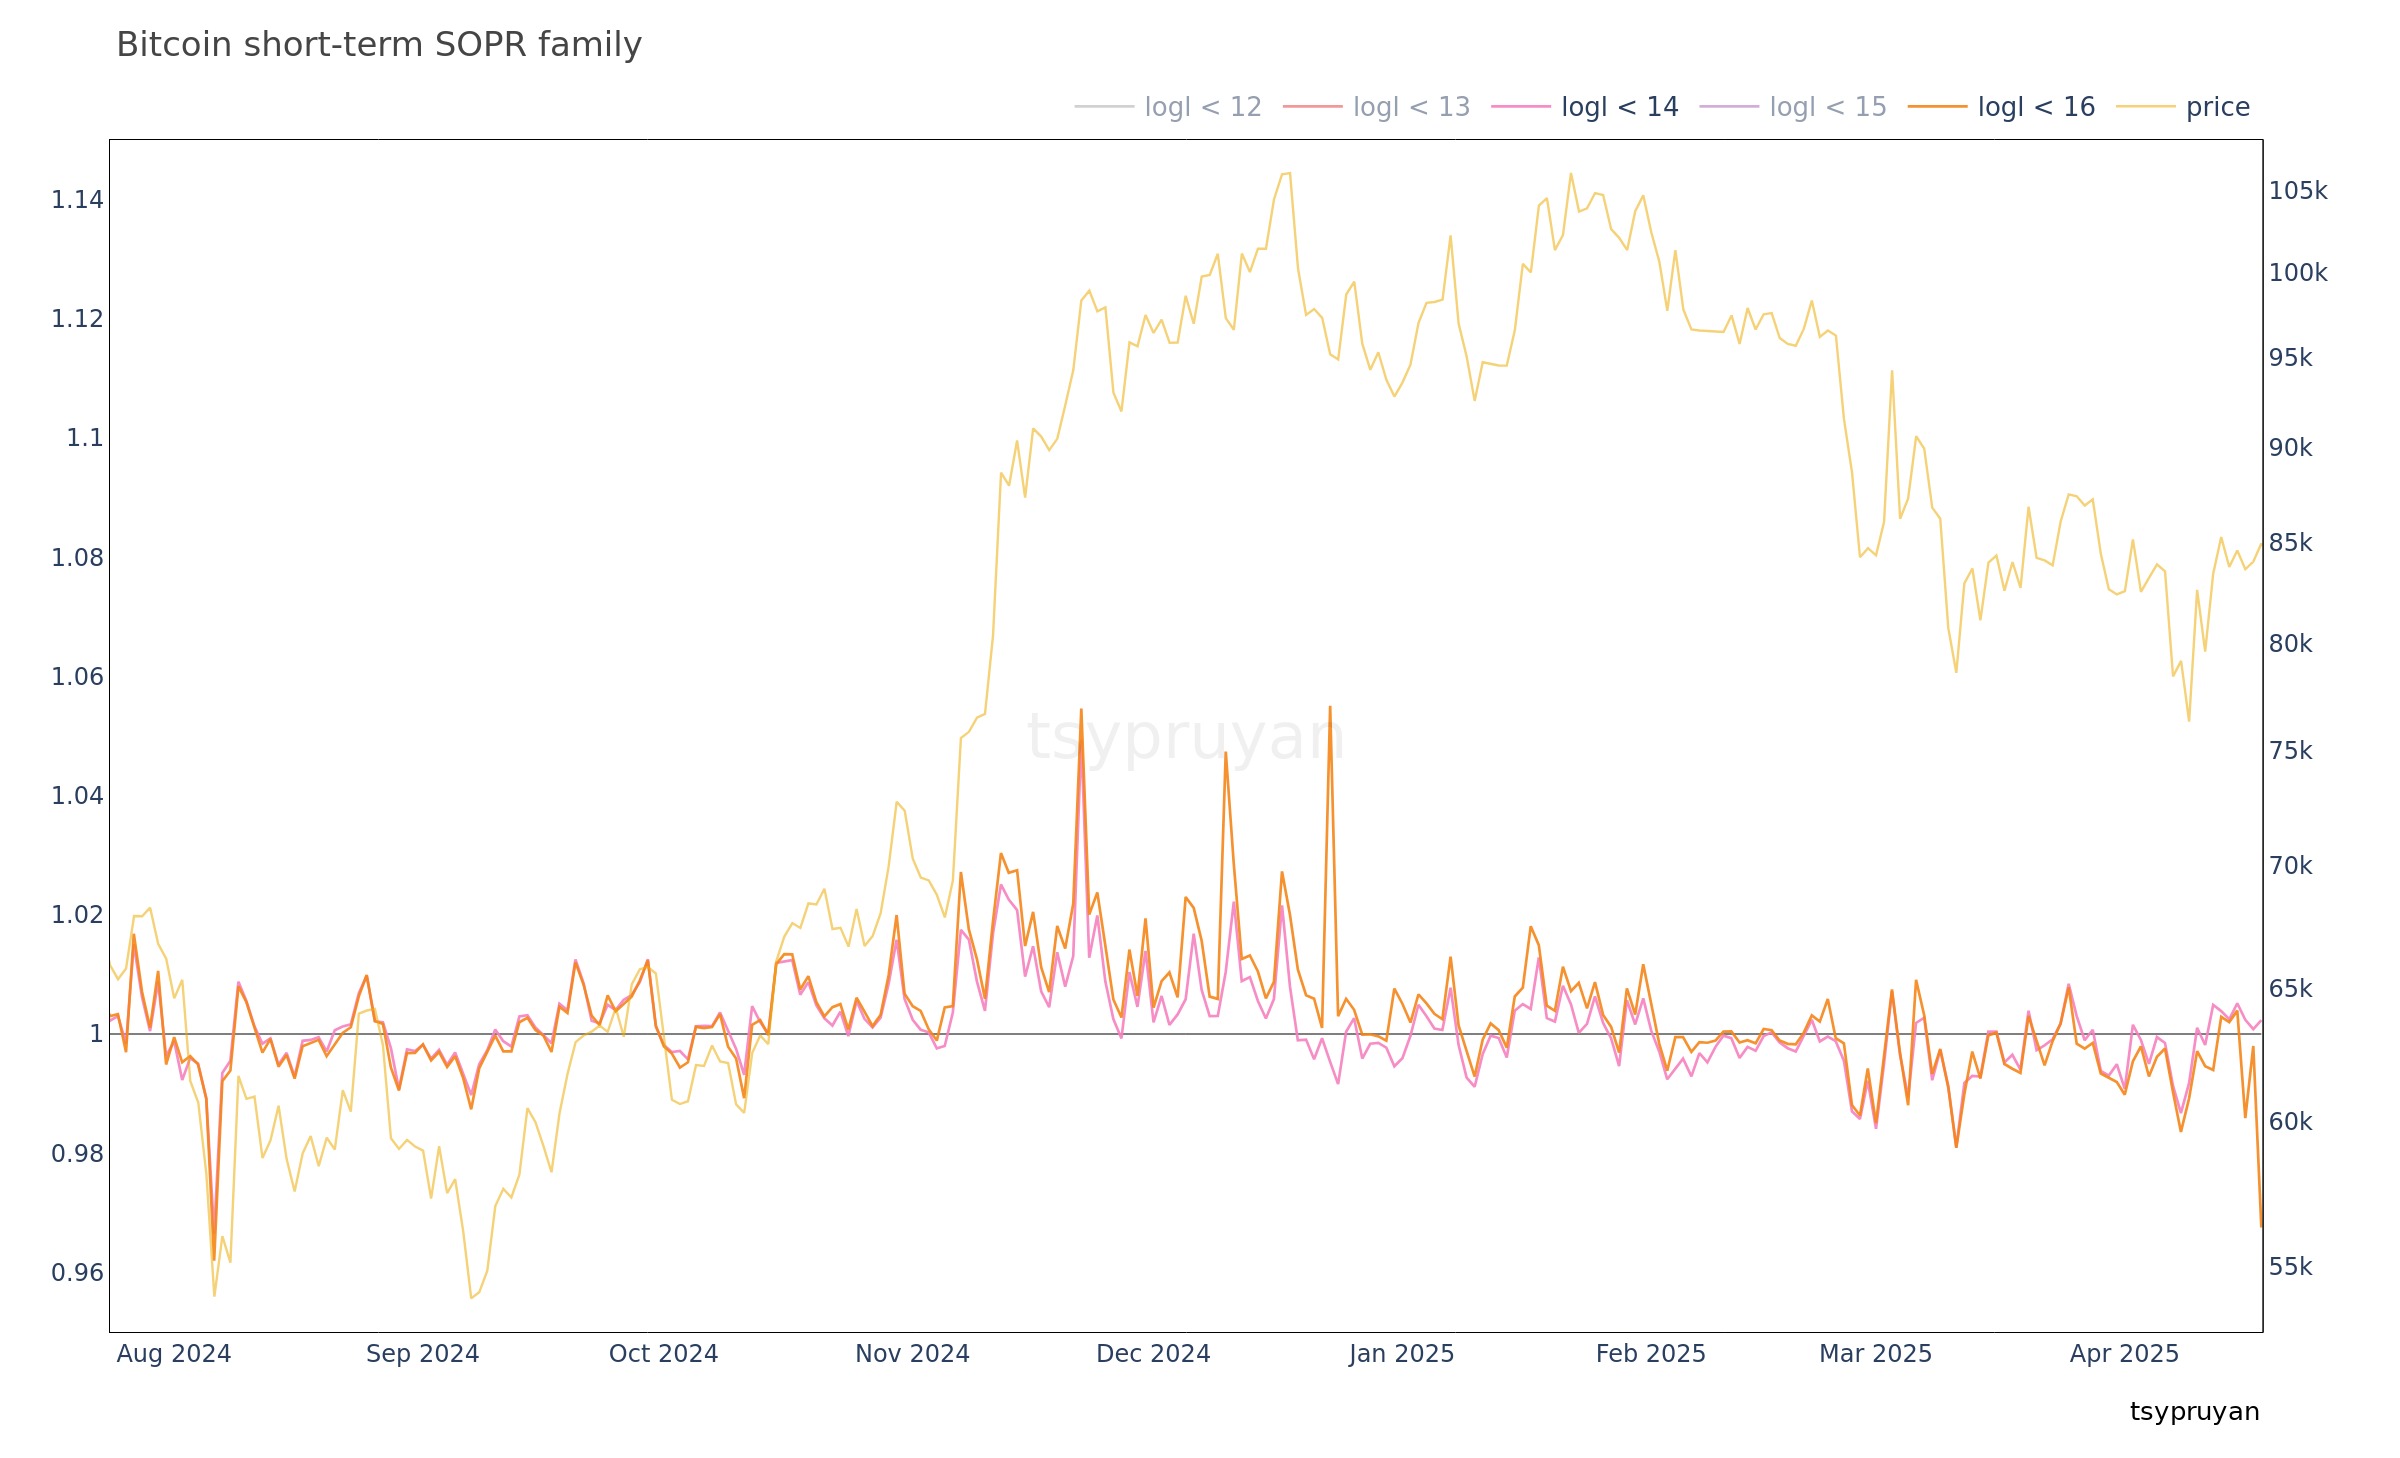 Bitcoin short-term SOPR family
logl < 12 logl < 13 logl < 14 logl < 15 logl < 16 price
1.14
1.12
1.1
1.08
1.06
1.04
1.02
1
0.98
0.96
105k
100k
95k
90k
85k
80k
75k
70k
65k
60k
55k
tsypruyan
Aug 2024 Sep 2024 Oct 2024 Nov 2024 Dec 2024 Jan 2025 Feb 2025 Mar 2025 Apr 2025
tsypruyan